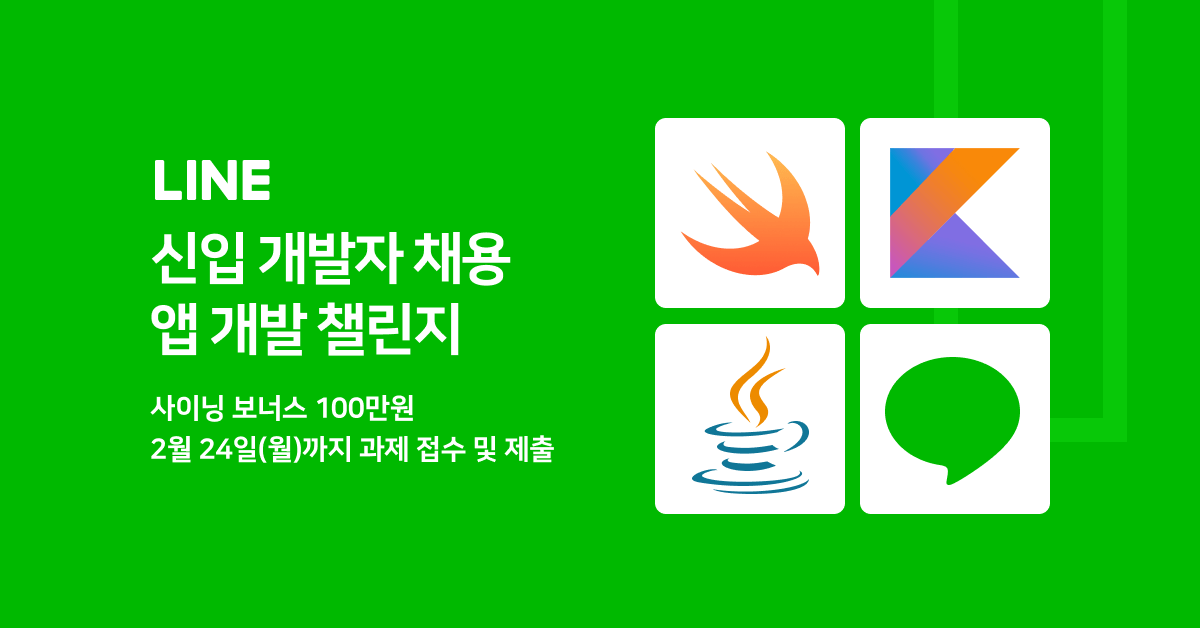 LINE
신입 개발자 채용
앱 개발 챌린지
사이닝 보너스 100만원
2월 24일(월)까지 과제 접수 및 제출